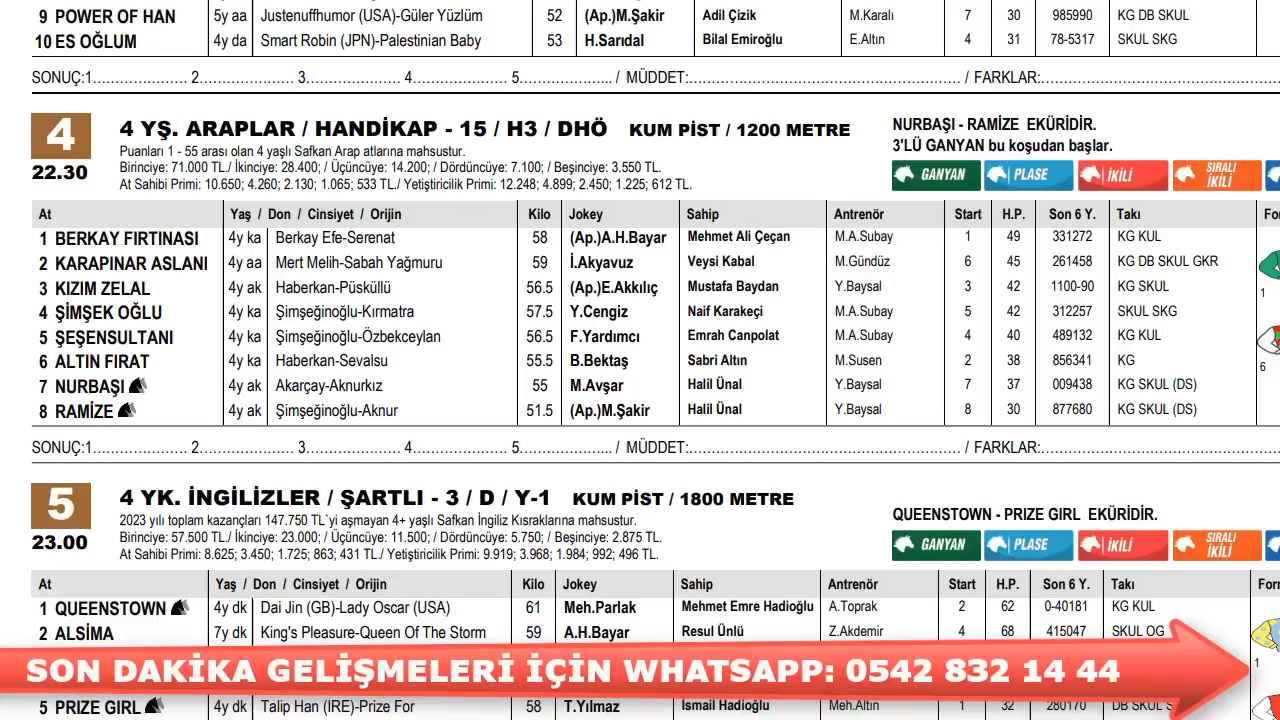 9 POWER OF HAN 5y aa Justenuffhumor (USA)-Güler Yüzlüm 52 (Ap.)M.Şakir Adil Çizik M.Karalı 7 30 985990 KG DB SKUL
10 ES OĞLUM 4y da Smart Robin (JPN)-Palestinian Baby 53 H.Sarıdal Bilal Emiroğlu E.Altın 4 31 78-5317 SKUL SKG
SONUÇ:1..................... 2..................... 3..................... 4..................... 5..................... / MÜDDET:............................................................ / FARKLAR:............................................................
4 4 YŞ. ARAPLAR / HANDİKAP - 15 / H3 / DHÖ KUM PİST / 1200 METRE NURBAŞI - RAMİZE EKÜRİDİR.
22.30 Puanları 1 - 55 arası olan 4 yaşlı Safkan Arap atlarına mahsustur. 3'LÜ GANYAN bu koşudan başlar.
Birinciye: 71.000 TL./ İkinciye: 28.400; / Üçüncüye: 14.200; / Dördüncüye: 7.100; / Beşinciye: 3.550 TL.
At Sahibi Primi: 10.650; 4.260; 2.130; 1.065; 533 TL./ Yetiştiricilik Primi: 12.248; 4.899; 2.450; 1.225; 612 TL.
GANYAN PLASE İKİLİ SIRALI İKİLİ
At Yaş / Don / Cinsiyet / Orijin Kilo Jokey Sahip Antrenör Start H.P. Son 6 Y. Takı For
1 BERKAY FIRTINASI 4y ka Berkay Efe-Serenat 58 (Ap.)A.H.Bayar Mehmet Ali Çeçan M.A.Subay 1 49 331272 KG KUL
2 KARAPINAR ASLANI 4y aa Mert Melih-Sabah Yağmuru 59 İ.Akyavuz Veysi Kabal M.Gündüz 6 45 261458 KG DB SKUL GKR
3 KIZIM ZELAL 4y ak Haberkan-Püsküllü 56.5 (Ap.)E.Akkılıç Mustafa Baydan Y.Baysal 3 42 1100-90 KG SKUL 1
4 ŞİMŞEK OĞLU 4y ka Şimşeğinoğlu-Kırmatra 57.5 Y.Cengiz Naif Karakeçi M.A.Subay 5 42 312257 SKUL SKG
5 ŞEŞENSULTANI 4y ka Şimşeğinoğlu-Özbekceylan 56.5 F.Yardımcı Emrah Canpolat M.A.Subay 4 40 489132 KG KUL
6 ALTIN FIRAT 4y ka Haberkan-Sevalsu 55.5 B.Bektaş Sabri Altın M.Susen 2 38 856341 KG 6
7 NURBAŞI 4y ak Akarçay-Aknurkız 55 M.Avşar Halil Ünal Y.Baysal 7 37 009438 KG SKUL (DS)
8 RAMİZE 4y ak Şimşeğinoğlu-Aknur 51.5 (Ap.)M.Şakir Halil Ünal Y.Baysal 8 30 877680 KG SKUL (DS)
SONUÇ:1..................... 2..................... 3..................... 4..................... 5..................... / MÜDDET:............................................................ / FARKLAR:............................................................
5 4 YK. İNGİLİZLER / ŞARTLI - 3 / D / Y-1 KUM PİST / 1800 METRE QUEENSTOWN - PRIZE GIRL EKÜRİDİR.
23.00 2023 yılı toplam kazançları 147.750 TL`yi aşmayan 4+ yaşlı Safkan İngiliz Kısraklarına mahsustur.
Birinciye: 57.500 TL./ İkinciye: 23.000; / Üçüncüye: 11.500; / Dördüncüye: 5.750; / Beşinciye: 2.875 TL.
At Sahibi Primi: 8.625; 3.450; 1.725; 863; 431 TL./ Yetiştiricilik Primi: 9.919; 3.968; 1.984; 992; 496 TL.
GANYAN PLASE İKİLİ SIRALI İKİLİ
At Yaş / Don / Cinsiyet / Orijin Kilo Jokey Sahip Antrenör Start H.P. Son 6 Y. Takı For
1 QUEENSTOWN 4y dk Dai Jin (GB)-Lady Oscar (USA) 61 Meh.Parlak Mehmet Emre Hadioğlu A.Toprak 2 62 0-40181 KG KUL
2 ALSİMA 7y dk King's Pleasure-Queen Of The Storm 59 A.H.Bayar Resul Ünlü Z.Akdemir 4 68 415047 SKUL OG
SON DAKİKA GELİŞMELERİ İÇİN WHATSAPP: 0542 832 14 44 1
5 PRIZE GIRL 4y dk Talip Han (IRE)-Prize For 58 T.Yılmaz İsmail Hadioğlu Meh.Altın 1 32 280170 DB SKUL